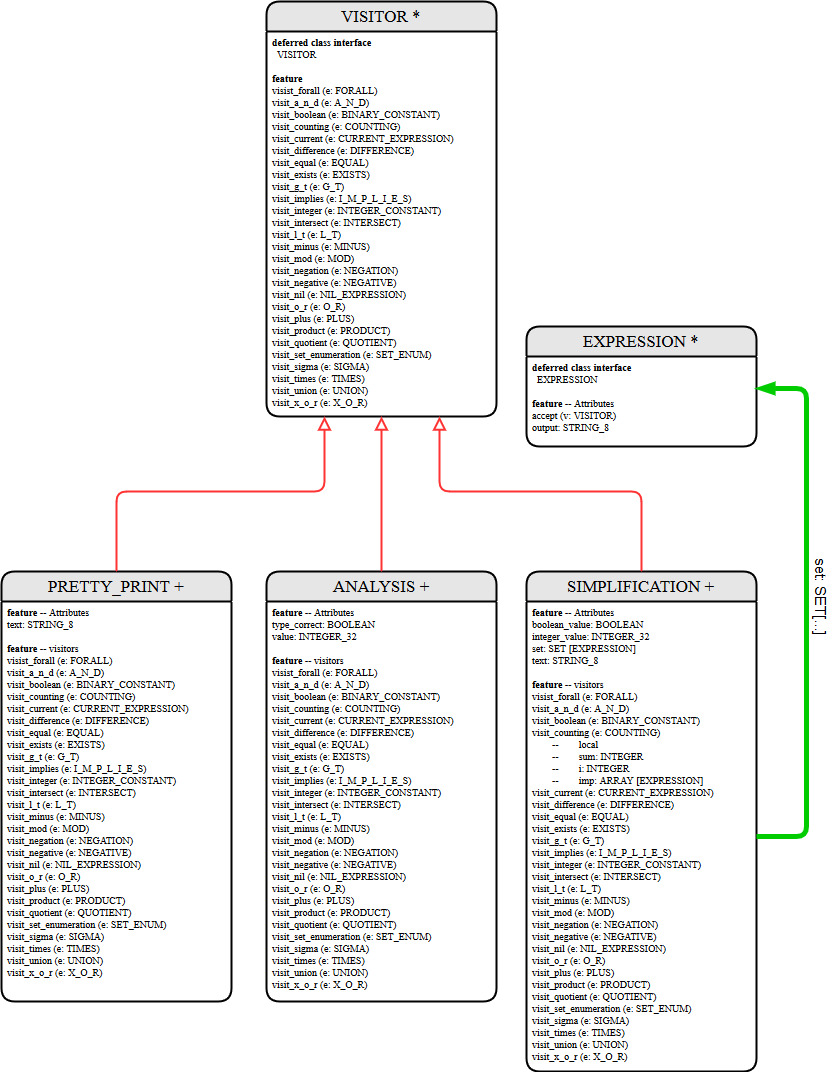 VISITOR *
deferred class interface
VISITOR
feature
visist_forall (e: FORALL)
visit_a_n_d (e: A_N_D)
visit_boolean (e: BINARY_CONSTANT)
visit_counting (e: COUNTING)
visit_current (e: CURRENT_EXPRESSION)
visit_difference (e: DIFFERENCE)
visit_equal (e: EQUAL)
visit_exists (e: EXISTS)
visit_g_t (e: G_T)
visit_implies (e: I_M_P_L_I_E_S)
visit_integer (e: INTEGER_CONSTANT)
visit_intersect (e: INTERSECT)
visit_l_t (e: L_T)
visit_minus (e: MINUS)
visit_mod (e: MOD)
visit_negation (e: NEGATION)
visit_negative (e: NEGATIVE)
visit_nil (e: NIL_EXPRESSION)
visit_o_r (e: O_R)
visit_plus (e: PLUS)
visit_product (e: PRODUCT)
visit_quotient (e: QUOTIENT)
visit_set_enumeration (e: SET_ENUM)
visit_sigma (e: SIGMA)
visit_times (e: TIMES)
visit_union (e: UNION)
visit_x_o_r (e: X_O_R)
EXPRESSION *
deferred class interface
EXPRESSION
feature -- Attributes
accept (v: VISITOR)
output: STRING_8
set: SET[...]
PRETTY_PRINT +
feature -- Attributes
text: STRING_8
feature -- visitors
visist_forall (e: FORALL)
visit_a_n_d (e: A_N_D)
visit_boolean (e: BINARY_CONSTANT)
visit_counting (e: COUNTING)
visit_current (e: CURRENT_EXPRESSION)
visit_difference (e: DIFFERENCE)
visit_equal (e: EQUAL)
visit_exists (e: EXISTS)
visit_g_t (e: G_T)
visit_implies (e: I_M_P_L_I_E_S)
visit_integer (e: INTEGER_CONSTANT)
visit_intersect (e: INTERSECT)
visit_l_t (e: L_T)
visit_minus (e: MINUS)
visit_mod (e: MOD)
visit_negation (e: NEGATION)
visit_negative (e: NEGATIVE)
visit_nil (e: NIL_EXPRESSION)
visit_o_r (e: O_R)
visit_plus (e: PLUS)
visit_product (e: PRODUCT)
visit_quotient (e: QUOTIENT)
visit_set_enumeration (e: SET_ENUM)
visit_sigma (e: SIGMA)
visit_times (e: TIMES)
visit_union (e: UNION)
visit_x_o_r (e: X_O_R)
ANALYSIS +
feature -- Attributes
type_correct: BOOLEAN
value: INTEGER_32
feature -- visitors
visist_forall (e: FORALL)
visit_a_n_d (e: A_N_D)
visit_boolean (e: BINARY_CONSTANT)
visit_counting (e: COUNTING)
visit_current (e: CURRENT_EXPRESSION)
visit_difference (e: DIFFERENCE)
visit_equal (e: EQUAL)
visit_exists (e: EXISTS)
visit_g_t (e: G_T)
visit_implies (e: I_M_P_L_I_E_S)
visit_integer (e: INTEGER_CONSTANT)
visit_intersect (e: INTERSECT)
visit_l_t (e: L_T)
visit_minus (e: MINUS)
visit_mod (e: MOD)
visit_negation (e: NEGATION)
visit_negative (e: NEGATIVE)
visit_nil (e: NIL_EXPRESSION)
visit_o_r (e: O_R)
visit_plus (e: PLUS)
visit_product (e: PRODUCT)
visit_quotient (e: QUOTIENT)
visit_set_enumeration (e: SET_ENUM)
visit_sigma (e: SIGMA)
visit_times (e: TIMES)
visit_union (e: UNION)
visit_x_o_r (e: X_O_R)
SIMPLIFICATION +
feature -- Attributes
boolean_value: BOOLEAN
integer_value: INTEGER_32
set: SET [EXPRESSION]
text: STRING_8
feature -- visitors
visist_forall (e: FORALL)
visit_a_n_d (e: A_N_D)
visit_boolean (e: BINARY_CONSTANT)
visit_counting (e: COUNTING)
-- local
-- sum: INTEGER
-- i: INTEGER
-- imp: ARRAY [EXPRESSION]
visit_current (e: CURRENT_EXPRESSION)
visit_difference (e: DIFFERENCE)
visit_equal (e: EQUAL)
visit_exists (e: EXISTS)
visit_g_t (e: G_T)
visit_implies (e: I_M_P_L_I_E_S)
visit_integer (e: INTEGER_CONSTANT)
visit_intersect (e: INTERSECT)
visit_l_t (e: L_T)
visit_minus (e: MINUS)
visit_mod (e: MOD)
visit_negation (e: NEGATION)
visit_negative (e: NEGATIVE)
visit_nil (e: NIL_EXPRESSION)
visit_o_r (e: O_R)
visit_plus (e: PLUS)
visit_product (e: PRODUCT)
visit_quotient (e: QUOTIENT)
visit_set_enumeration (e: SET_ENUM)
visit_sigma (e: SIGMA)
visit_times (e: TIMES)
visit_union (e: UNION)
visit_x_o_r (e: X_O_R)